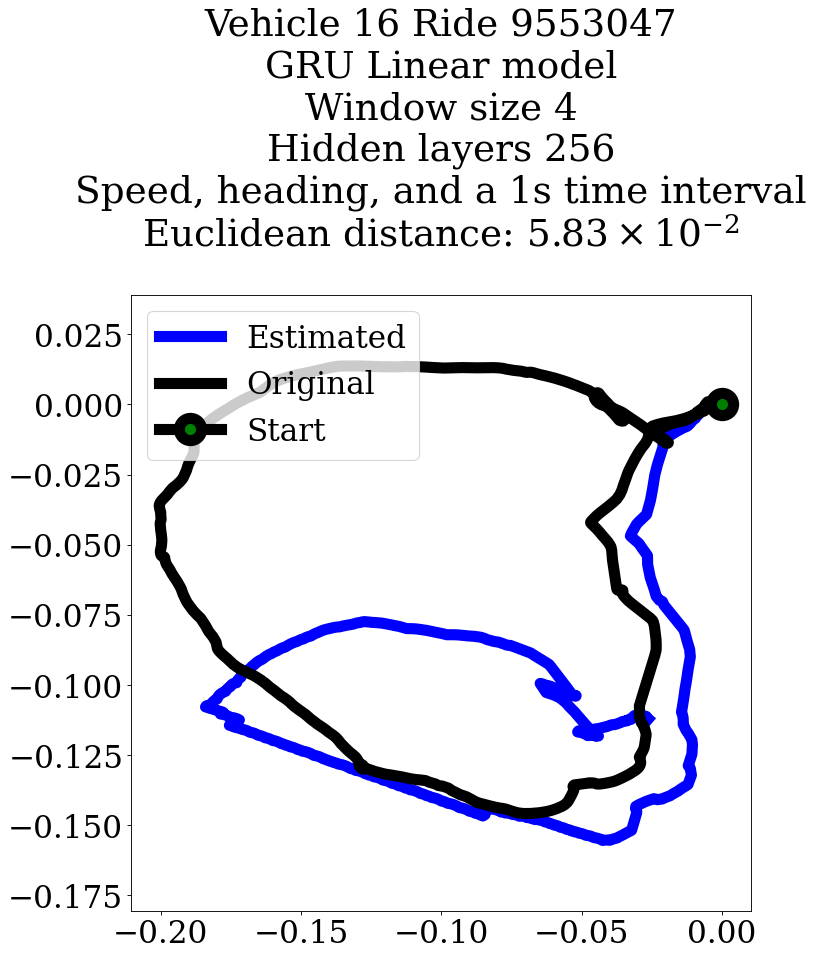 Vehicle 16 Ride 9553047
GRU Linear model
Window size 4
Hidden layers 256
Speed, heading, and a 1s time interval
Euclidean distance: 5.83 × 10⁻²
Estimated
Original
Start
0.025
0.000
−0.025
−0.050
−0.075
−0.100
−0.125
−0.150
−0.175
−0.20 −0.15 −0.10 −0.05 0.00